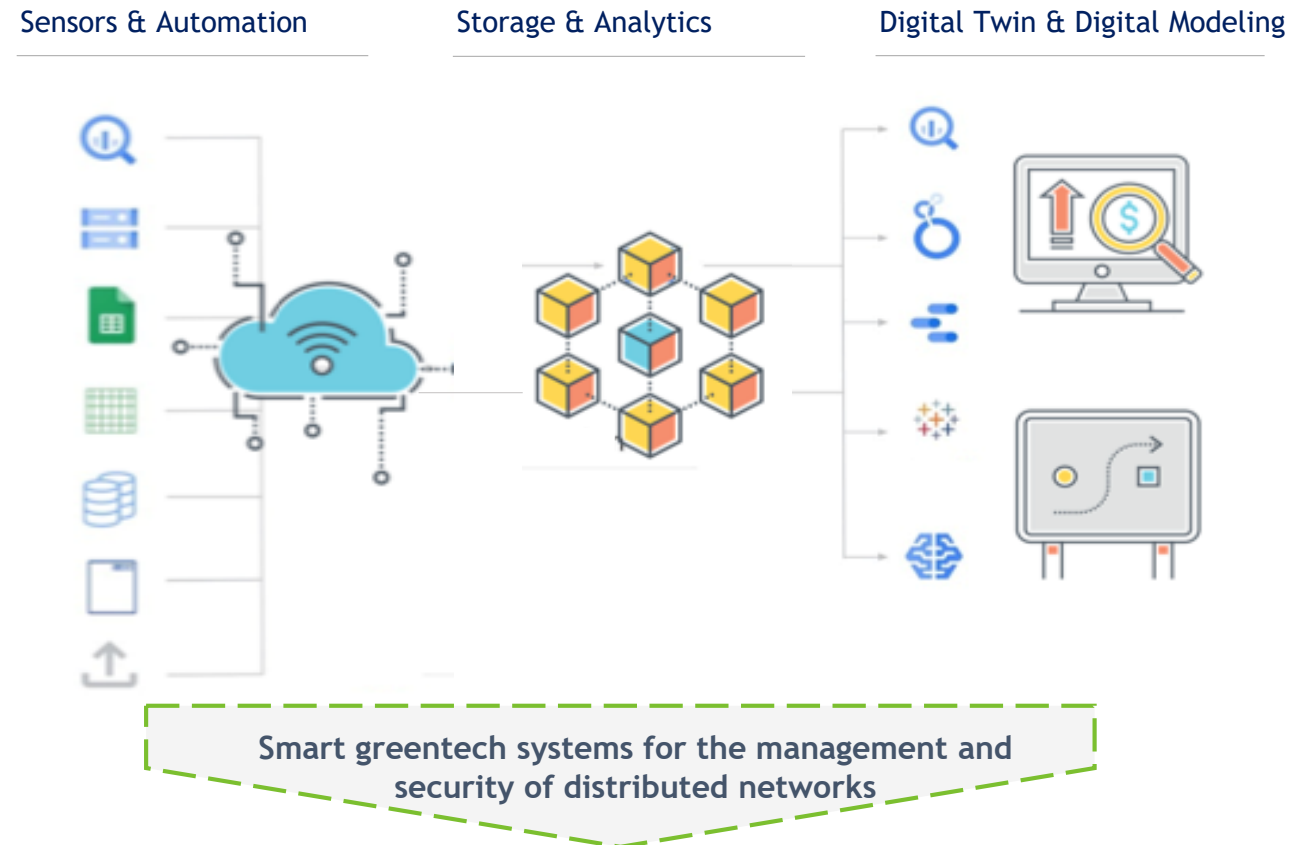 Sensors & Automation
Storage & Analytics
Digital Twin & Digital Modeling
$
Smart greentech systems for the management and
security of distributed networks